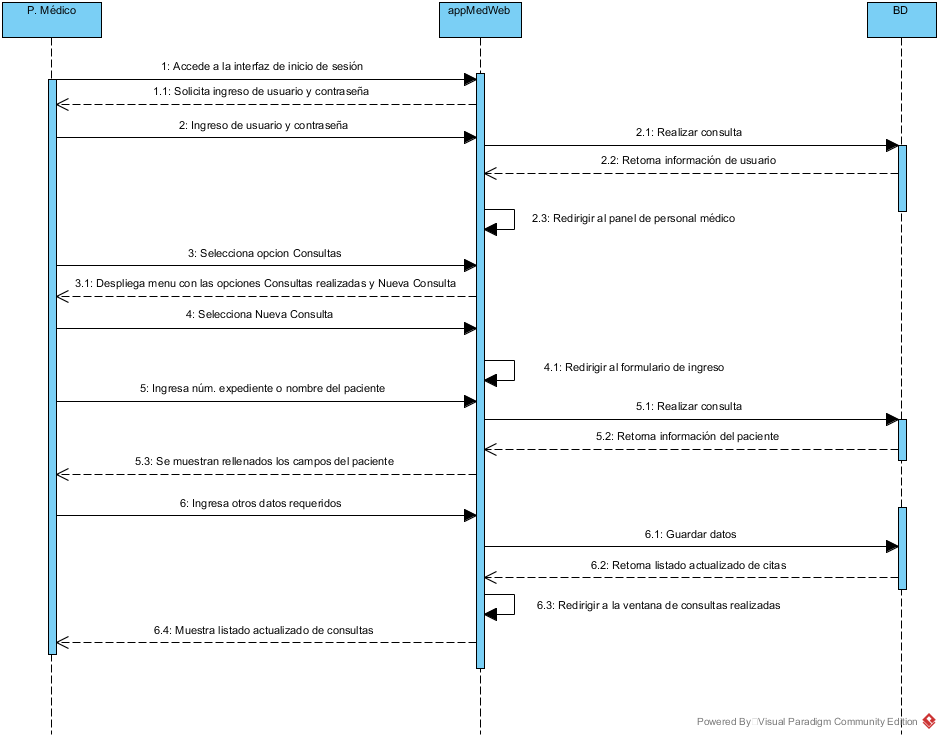 P. Médico
appMedWeb
BD
1: Accede a la interfaz de inicio de sesión
1.1: Solicita ingreso de usuario y contraseña
2: Ingreso de usuario y contraseña
2.1: Realizar consulta
2.2: Retorna información de usuario
2.3: Redirigir al panel de personal médico
3: Selecciona opcion Consultas
3.1: Despliega menu con las opciones Consultas realizadas y Nueva Consulta
4: Selecciona Nueva Consulta
4.1: Redirigir al formulario de ingreso
5: Ingresa núm. expediente o nombre del paciente
5.1: Realizar consulta
5.2: Retorna información del paciente
5.3: Se muestran rellenados los campos del paciente
6: Ingresa otros datos requeridos
6.1: Guardar datos
6.2: Retorna listado actualizado de citas
6.3: Redirigir a la ventana de consultas realizadas
6.4: Muestra listado actualizado de consultas
Powered By Visual Paradigm Community Edition